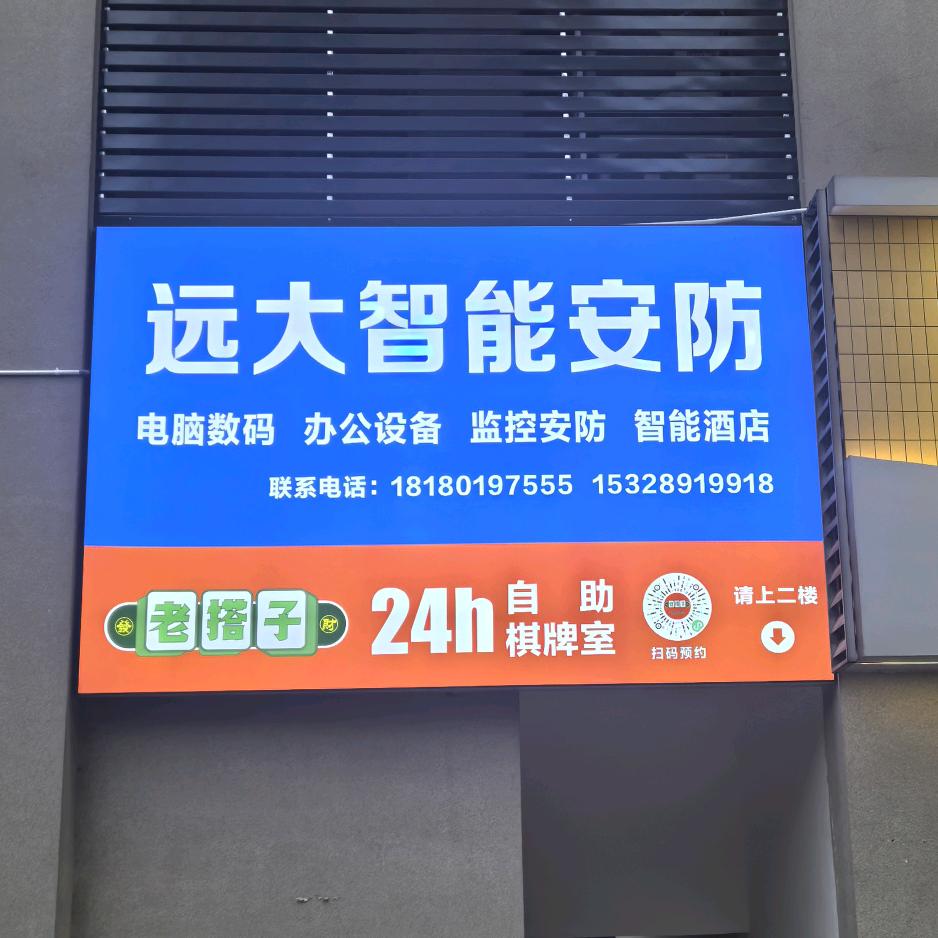 远大智能安防
电脑数码 办公设备 监控安防 智能酒店
联系电话：18180197555 15328919918
發 老搭子 財
24h 自助
棋牌室
扫码预约
请上二楼